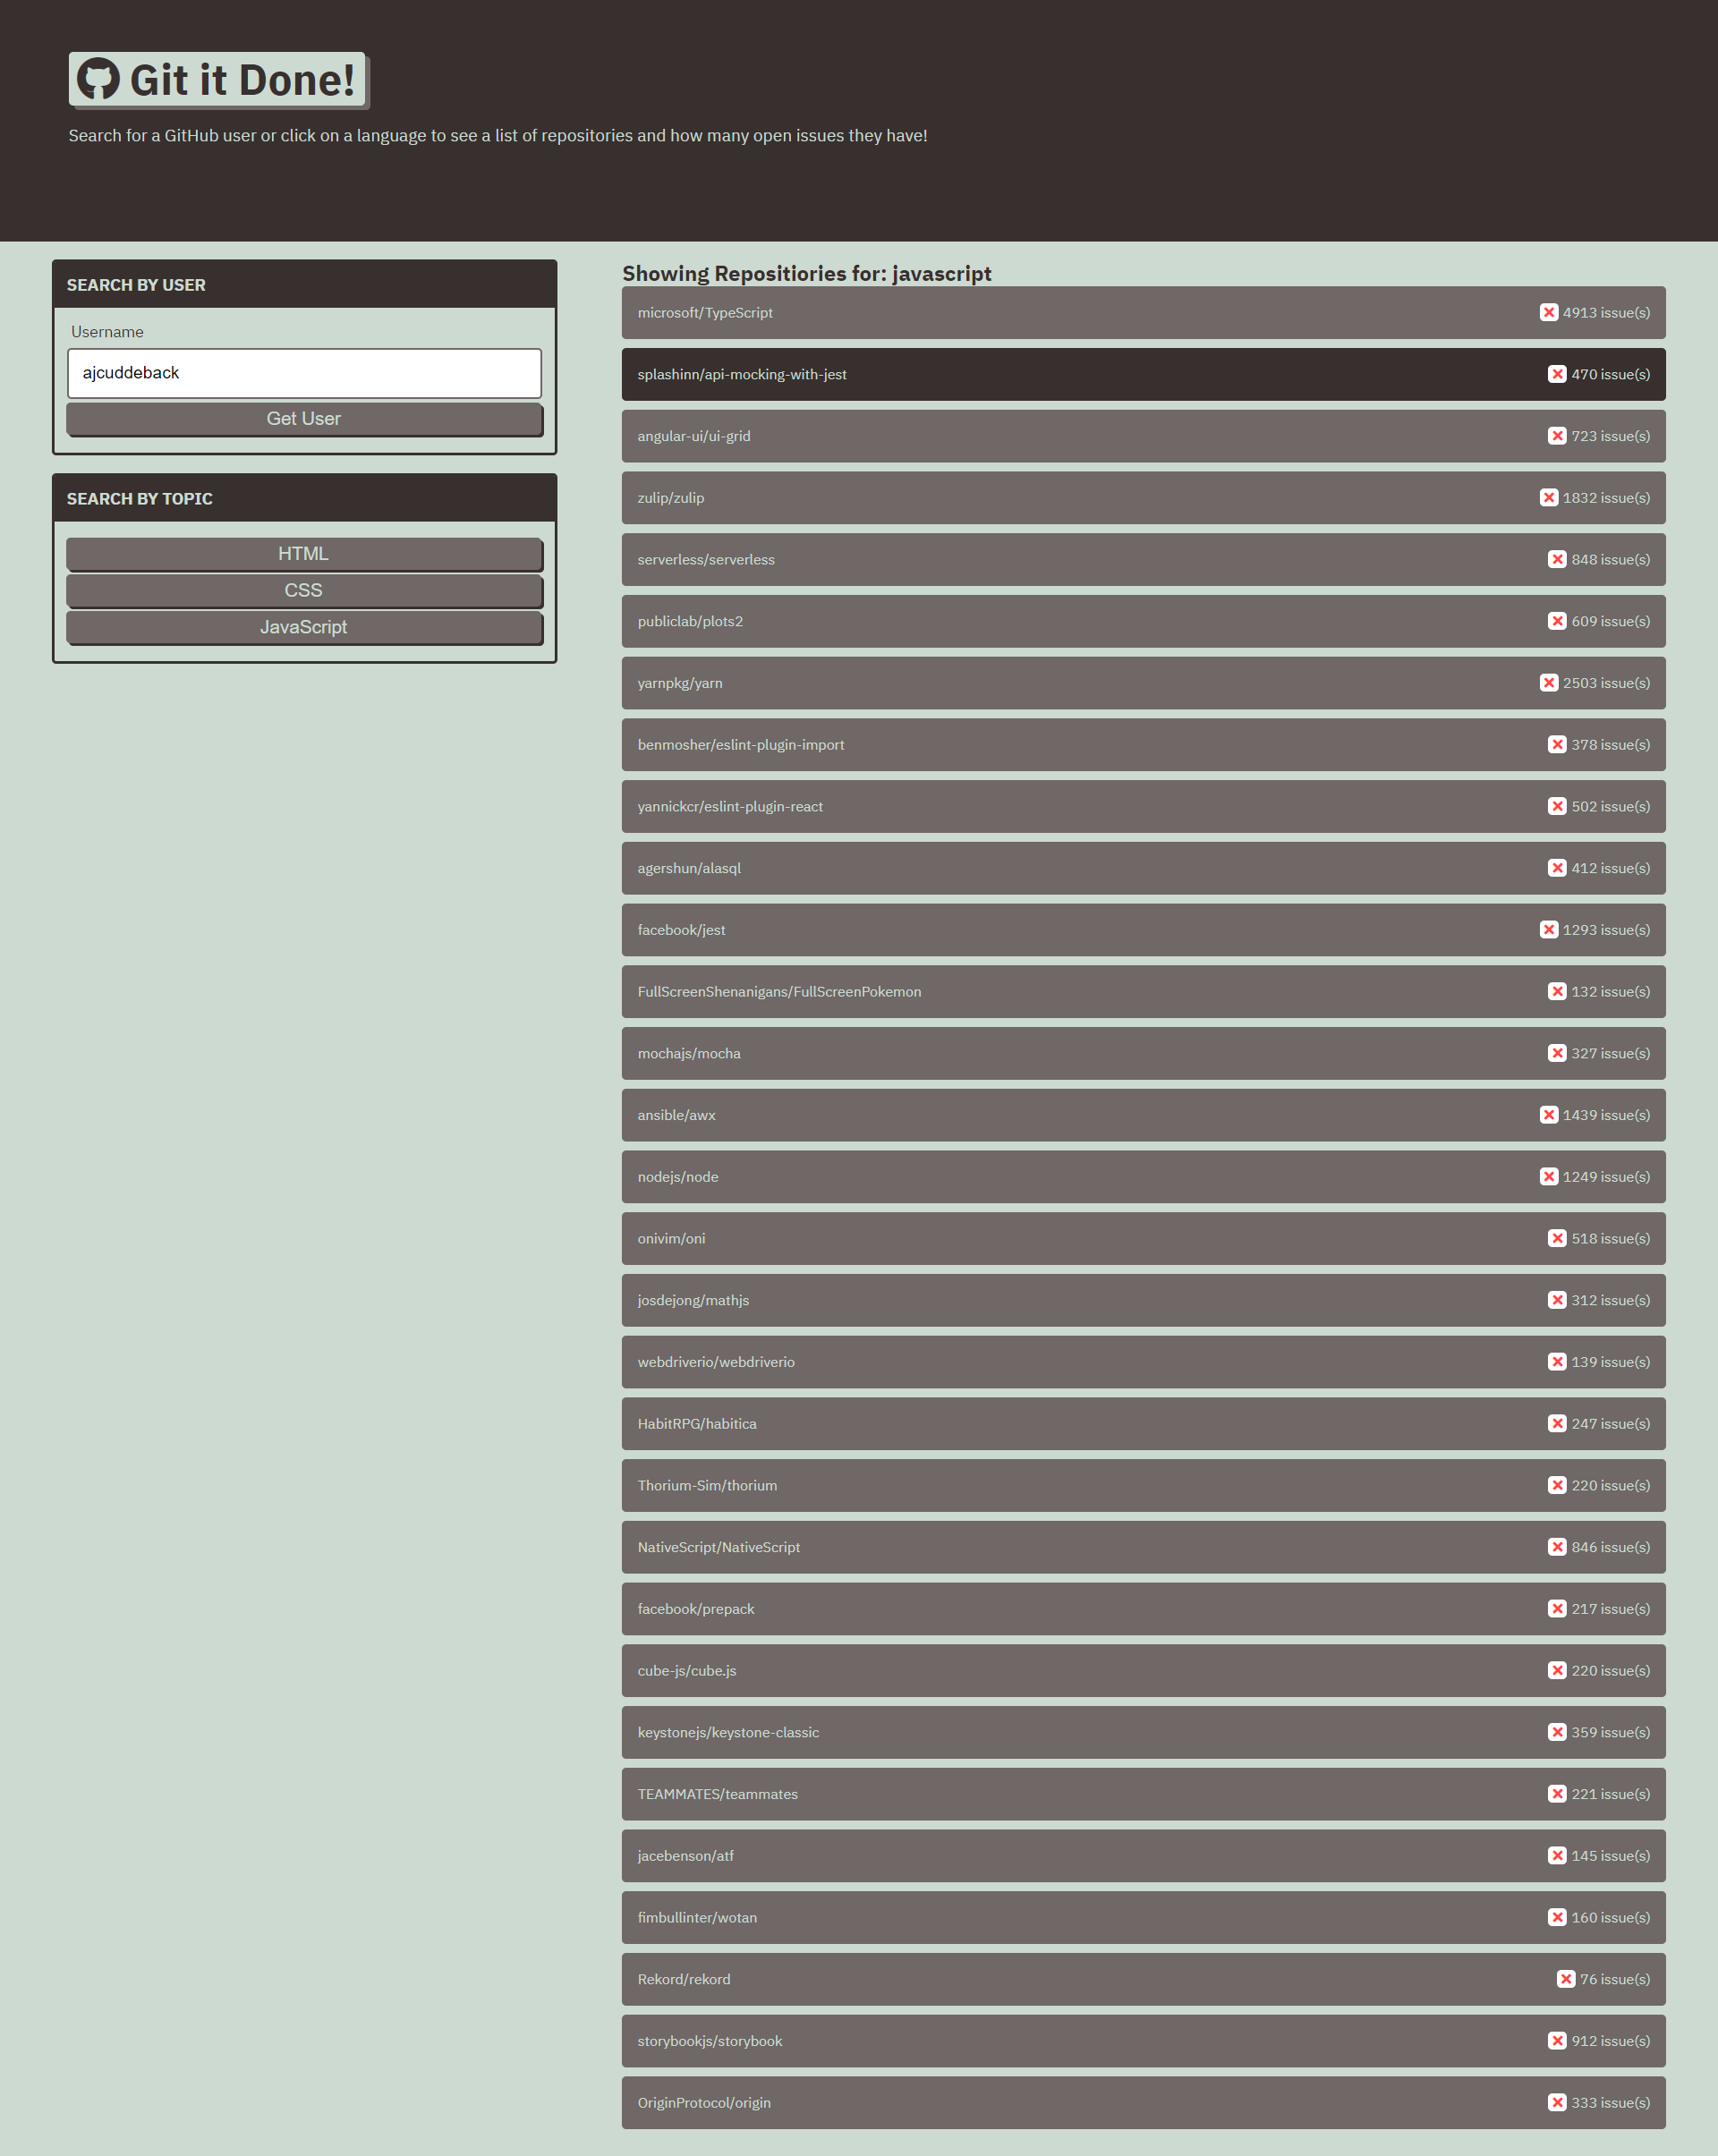 Git it Done!
Search for a GitHub user or click on a language to see a list of repositories and how many open issues they have!
SEARCH BY USER
Username
ajcuddeback
Get User
SEARCH BY TOPIC
HTML
CSS
JavaScript
Showing Repositiories for: javascript
microsoft/TypeScript 4913 issue(s)
splashinn/api-mocking-with-jest 470 issue(s)
angular-ui/ui-grid 723 issue(s)
zulip/zulip 1832 issue(s)
serverless/serverless 848 issue(s)
publiclab/plots2 609 issue(s)
yarnpkg/yarn 2503 issue(s)
benmosher/eslint-plugin-import 378 issue(s)
yannickcr/eslint-plugin-react 502 issue(s)
agershun/alasql 412 issue(s)
facebook/jest 1293 issue(s)
FullScreenShenanigans/FullScreenPokemon 132 issue(s)
mochajs/mocha 327 issue(s)
ansible/awx 1439 issue(s)
nodejs/node 1249 issue(s)
onivim/oni 518 issue(s)
josdejong/mathjs 312 issue(s)
webdriverio/webdriverio 139 issue(s)
HabitRPG/habitica 247 issue(s)
Thorium-Sim/thorium 220 issue(s)
NativeScript/NativeScript 846 issue(s)
facebook/prepack 217 issue(s)
cube-js/cube.js 220 issue(s)
keystonejs/keystone-classic 359 issue(s)
TEAMMATES/teammates 221 issue(s)
jacebenson/atf 145 issue(s)
fimbullinter/wotan 160 issue(s)
Rekord/rekord 76 issue(s)
storybookjs/storybook 912 issue(s)
OriginProtocol/origin 333 issue(s)